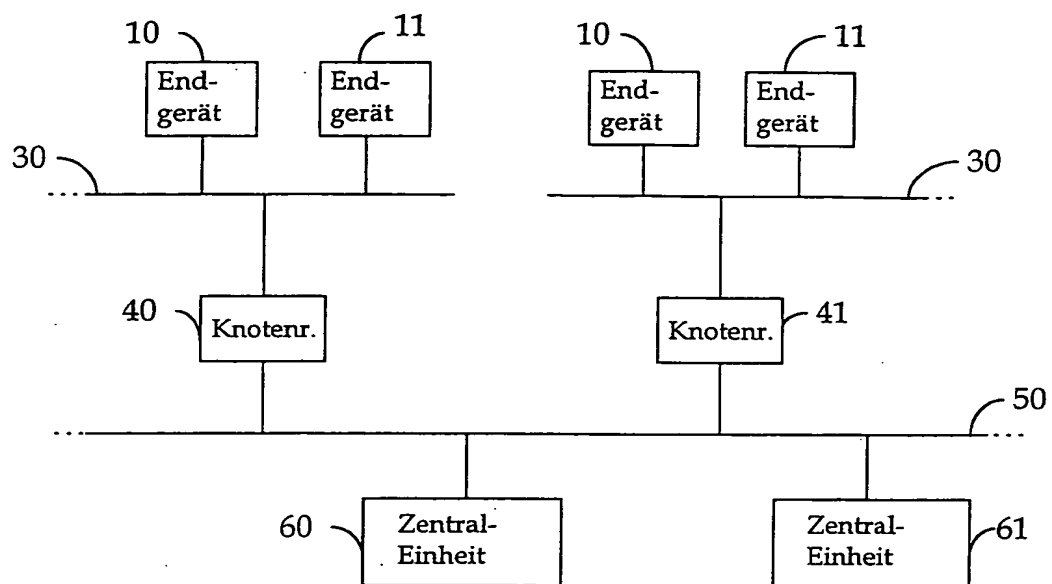 10
11
10
11
End-
gerät
End-
gerät
End-
gerät
End-
gerät
30
30
40
Knotenr.
Knotenr.
41
50
60
Zentral-
Einheit
Zentral-
Einheit
61